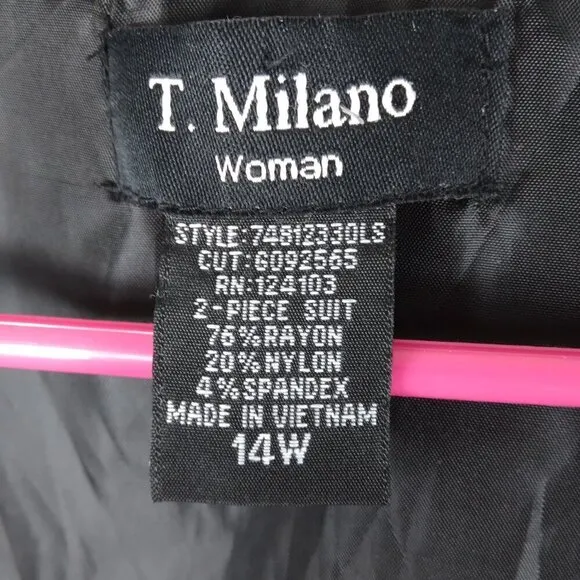 T. Milano
Woman
STYLE:74812330LS
CUT:6092565
RN:124103
2-PIECE SUIT
76%RAYON
20%NYLON
4%SPANDEX
MADE IN VIETNAM
14W